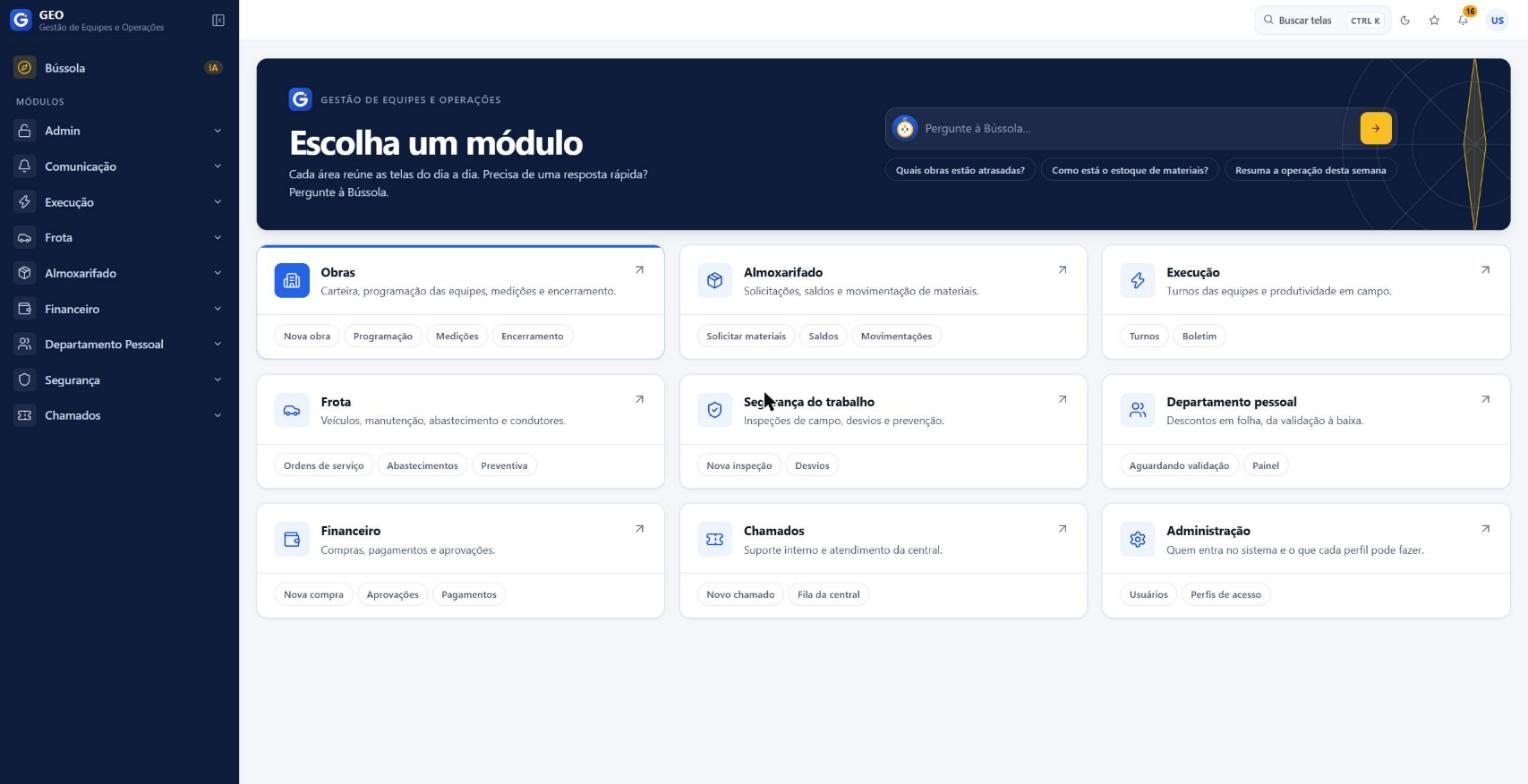 GEO
Gestão de Equipes e Operações
Bússola
IA
MÓDULOS
Admin
Comunicação
Execução
Frota
Almoxarifado
Financeiro
Departamento Pessoal
Segurança
Chamados
Buscar telas
CTRL K
16
US
G
GESTÃO DE EQUIPES E OPERAÇÕES
Escolha um módulo
Cada área reúne as telas do dia a dia. Precisa de uma resposta rápida?
Pergunte à Bússola.
Pergunte à Bússola...
Quais obras estão atrasadas?
Como está o estoque de materiais?
Resuma a operação desta semana
Obras
Carteira, programação das equipes, medições e encerramento.
Nova obra
Programação
Medições
Encerramento
Almoxarifado
Solicitações, saldos e movimentação de materiais.
Solicitar materiais
Saldos
Movimentações
Execução
Turnos das equipes e produtividade em campo.
Turnos
Boletim
Frota
Veículos, manutenção, abastecimento e condutores.
Ordens de serviço
Abastecimentos
Preventiva
Segurança do trabalho
Inspeções de campo, desvios e prevenção.
Nova inspeção
Desvios
Departamento pessoal
Descontos em folha, da validação à baixa.
Aguardando validação
Painel
Financeiro
Compras, pagamentos e aprovações.
Nova compra
Aprovações
Pagamentos
Chamados
Suporte interno e atendimento da central.
Novo chamado
Fila da central
Administração
Quem entra no sistema e o que cada perfil pode fazer.
Usuários
Perfis de acesso